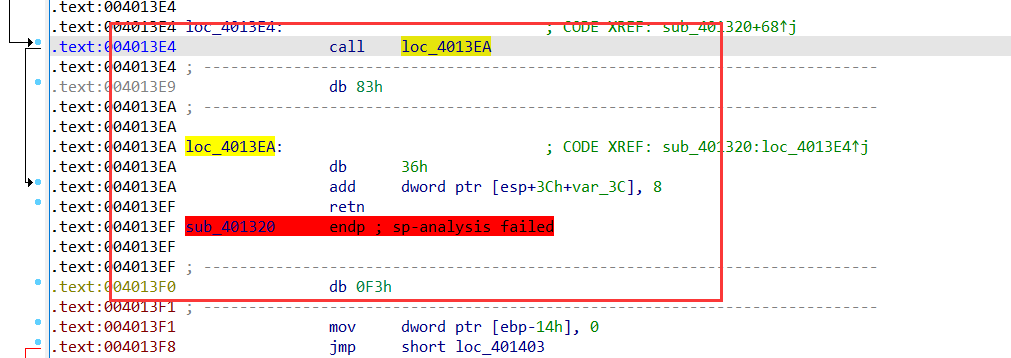 .text:004013E4
.text:004013E4 loc_4013E4: ; CODE XREF: sub_401320+68↑j
.text:004013E4 call loc_4013EA
.text:004013E4 ; ---------------------------------------------------------------------------
.text:004013E9 db 83h
.text:004013EA ; ---------------------------------------------------------------------------
.text:004013EA
.text:004013EA loc_4013EA: ; CODE XREF: sub_401320:loc_4013E4↑j
.text:004013EA db 36h
.text:004013EA add dword ptr [esp+3Ch+var_3C], 8
.text:004013EF retn
.text:004013EF sub_401320 endp ; sp-analysis failed
.text:004013EF
.text:004013EF ; ---------------------------------------------------------------------------
.text:004013F0 db 0F3h
.text:004013F1 ; ---------------------------------------------------------------------------
.text:004013F1 mov dword ptr [ebp-14h], 0
.text:004013F8 jmp short loc_401403